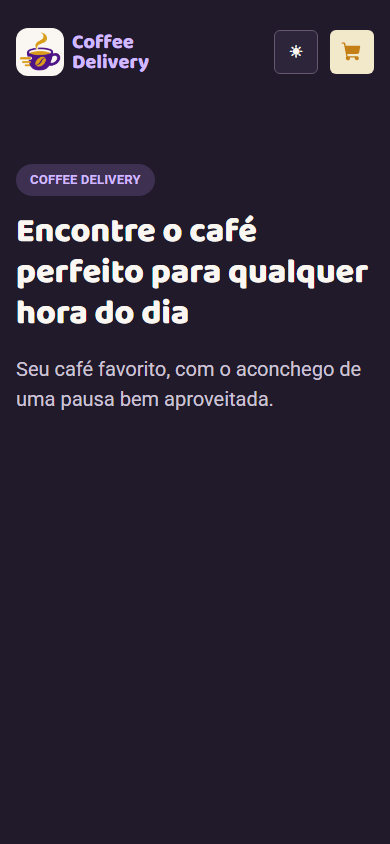 Coffee
Delivery
COFFEE DELIVERY
Encontre o café
perfeito para qualquer
hora do dia
Seu café favorito, com o aconchego de
uma pausa bem aproveitada.